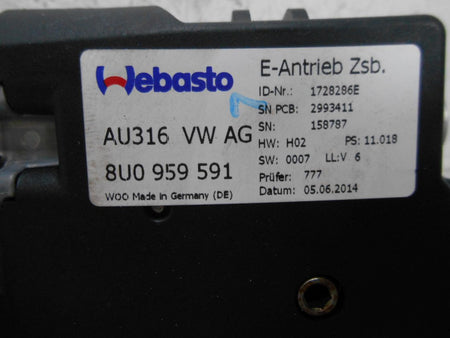 Webasto
E-Antrieb Zsb.
ID-Nr.: 1728286E
SN PCB: 2993411
SN: 158787
HW: H02 PS: 11.018
SW: 0007 LL:V 6
Prüfer: 777
Datum: 05.06.2014
AU316 VW AG
8U0 959 591
WOO Made in Germany (DE)